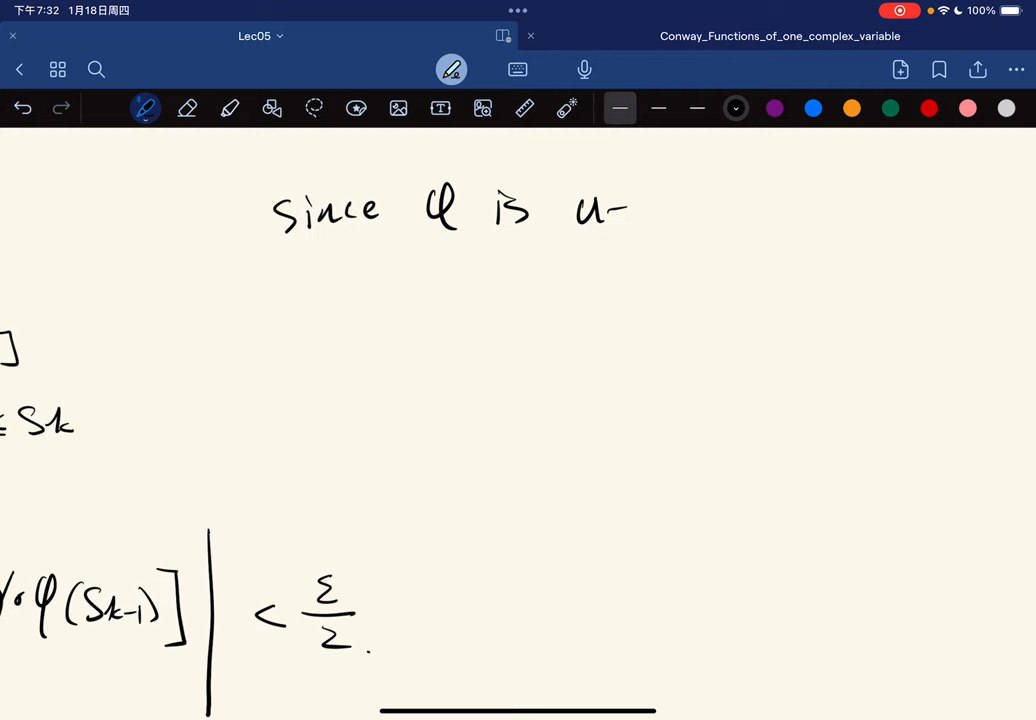 下午7:32 1月18日周四
100%
Lec05
Conway_Functions_of_one_complex_variable
since φ is u-
]
≤ Sk
γ∘φ(Sk-1)] | < ε/2.